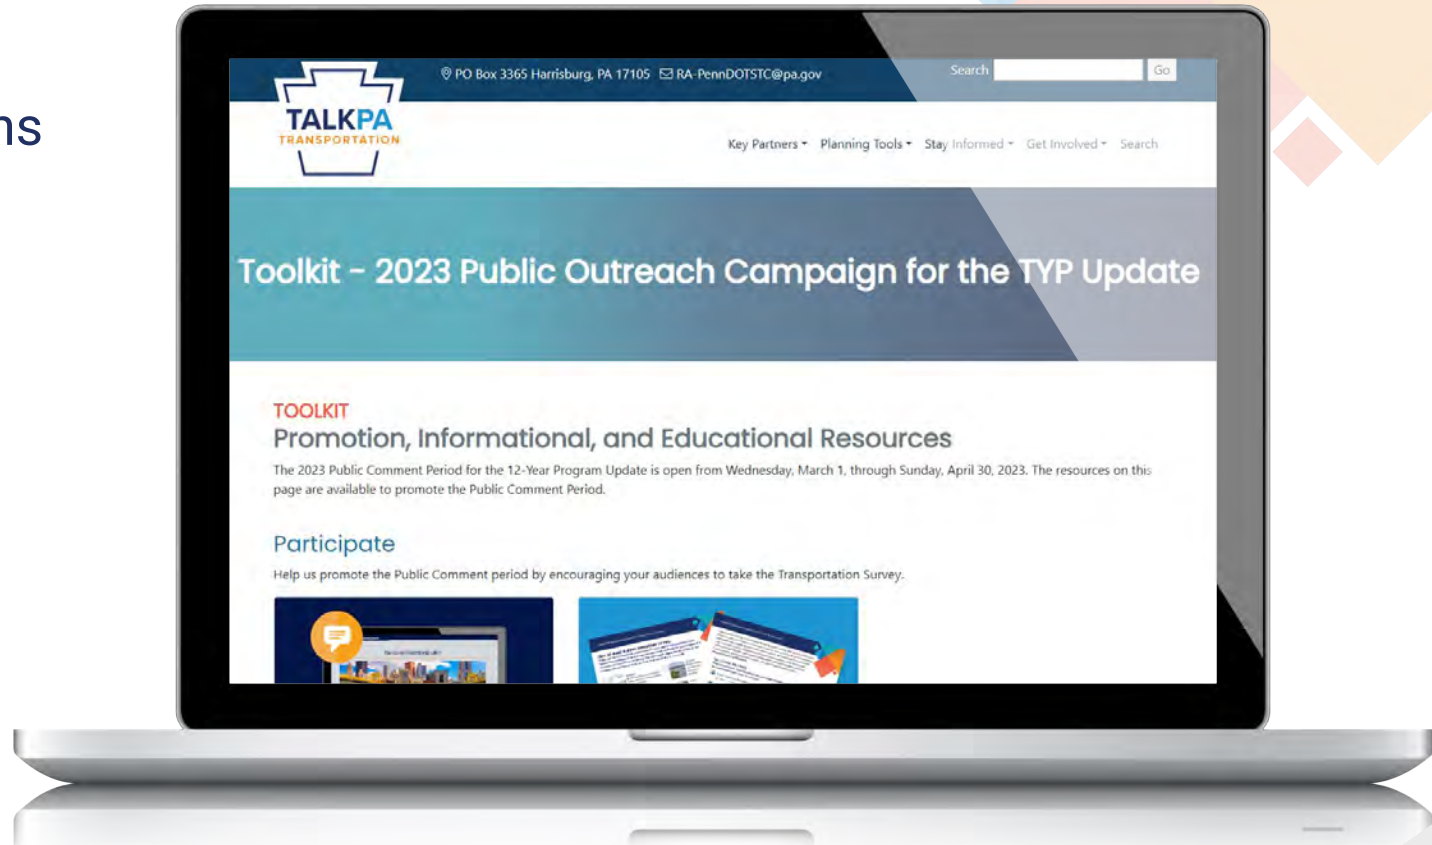 ns
PO Box 3365 Harrisburg, PA 17105 RA-PennDOTSTC@pa.gov
Search
Go
TALKPA
TRANSPORTATION
Key Partners Planning Tools Stay Informed Get Involved Search
Toolkit - 2023 Public Outreach Campaign for the TYP Update
TOOLKIT
Promotion, Informational, and Educational Resources
The 2023 Public Comment Period for the 12-Year Program Update is open from Wednesday, March 1, through Sunday, April 30, 2023. The resources on this
page are available to promote the Public Comment Period.
Participate
Help us promote the Public Comment period by encouraging your audiences to take the Transportation Survey.